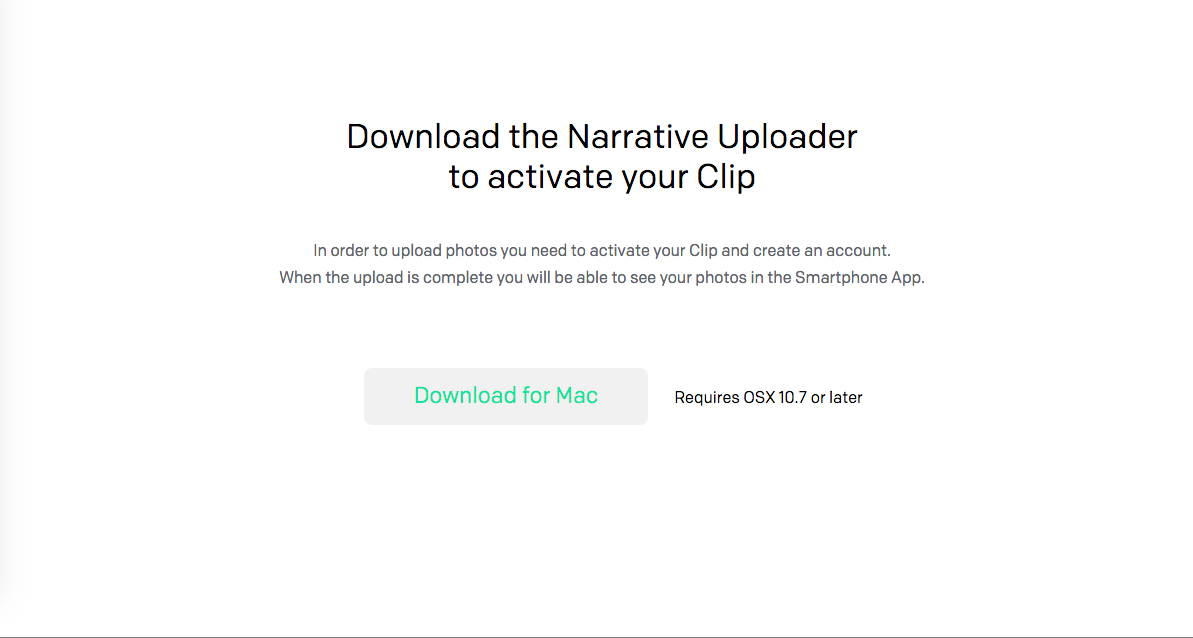 Download the Narrative Uploader
to activate your Clip
In order to upload photos you need to activate your Clip and create an account.
When the upload is complete you will be able to see your photos in the Smartphone App.
Download for Mac
Requires OSX 10.7 or later